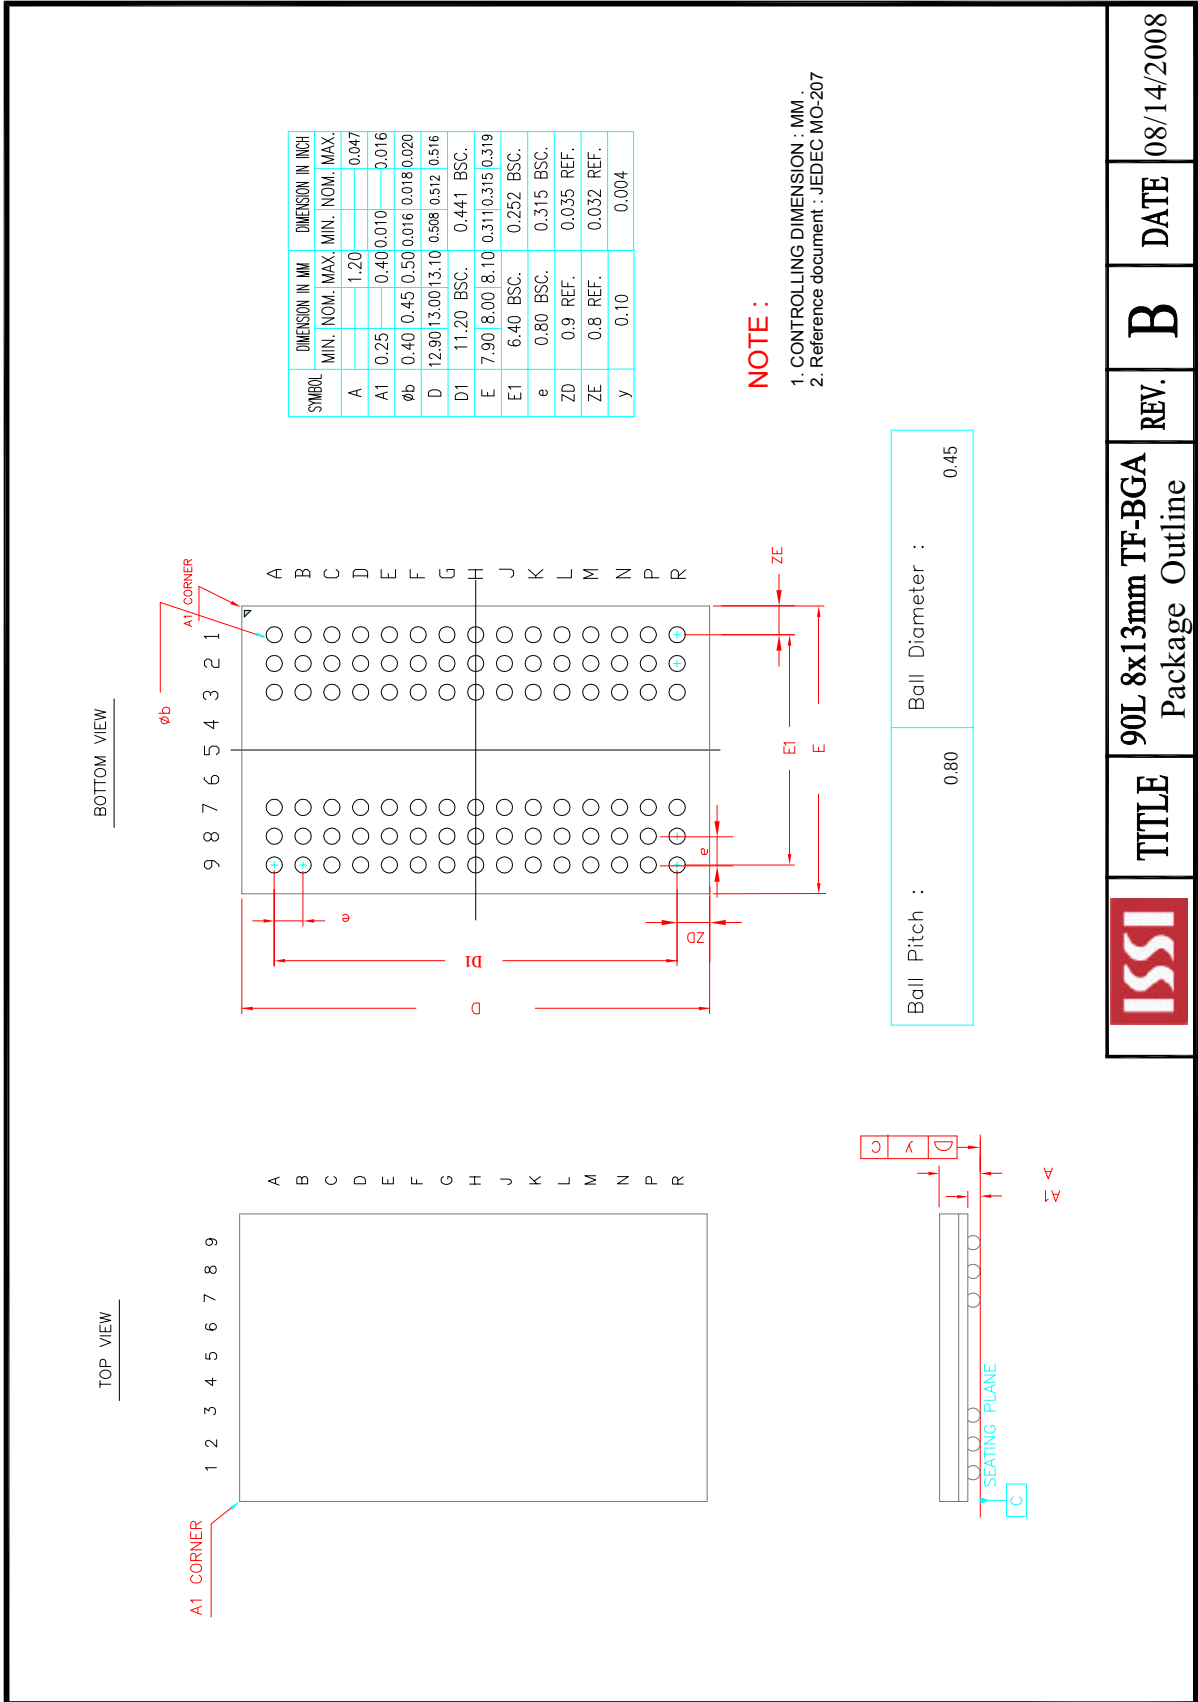 TOP VIEW
A1 CORNER
1 2 3 4 5 6 7 8 9
A
B
C
D
E
F
G
H
J
K
L
M
N
P
R
BOTTOM VIEW
øb
A1 CORNER
9 8 7 6 5 4 3 2 1
A
B
C
D
E
F
G
H
J
K
L
M
N
P
R
e
D1
D
ZD
e
E1
E
ZE
SYMBOL DIMENSION IN MM DIMENSION IN INCH
MIN. NOM. MAX. MIN. NOM. MAX.
A 1.20 0.047
A1 0.25 0.40 0.010 0.016
øb 0.40 0.45 0.50 0.016 0.018 0.020
D 12.90 13.00 13.10 0.508 0.512 0.516
D1 11.20 BSC. 0.441 BSC.
E 7.90 8.00 8.10 0.311 0.315 0.319
E1 6.40 BSC. 0.252 BSC.
e 0.80 BSC. 0.315 BSC.
ZD 0.9 REF. 0.035 REF.
ZE 0.8 REF. 0.032 REF.
y 0.10 0.004
NOTE :
1. CONTROLLING DIMENSION : MM .
2. Reference document : JEDEC MO-207
SEATING PLANE
C
y C
A
A1
Ball Pitch : 0.80
Ball Diameter : 0.45
ISSI
TITLE
90L 8x13mm TF-BGA
Package Outline
REV.
B
DATE
08/14/2008